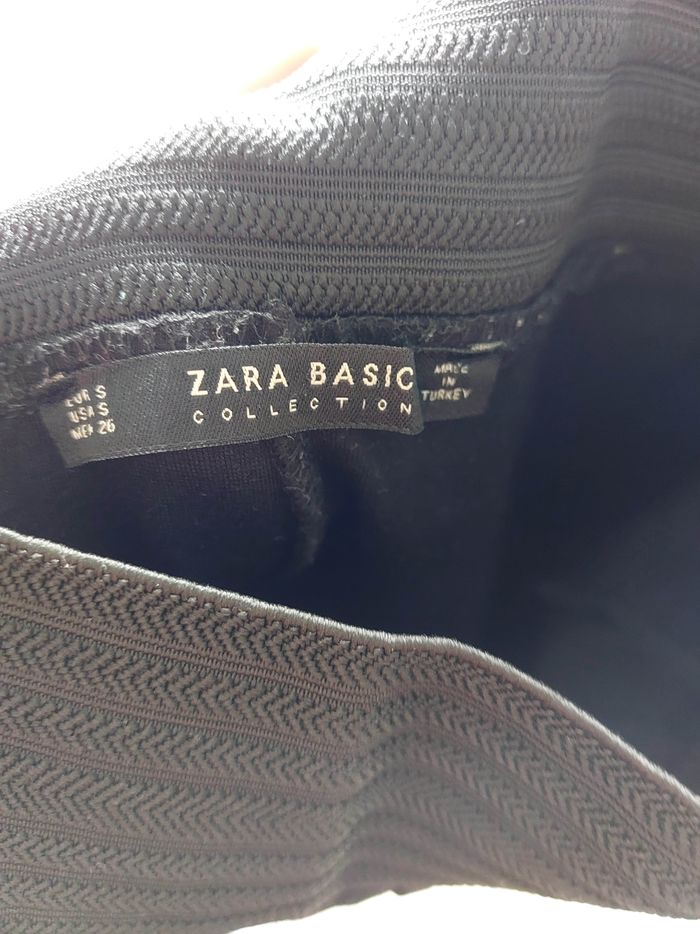 EUR S
USA S
MEX 26
ZARA BASIC
COLLECTION
MADE
IN
TURKEY